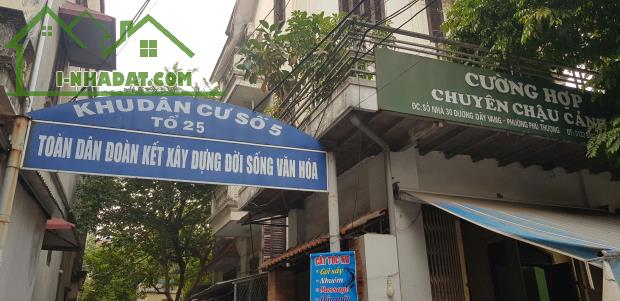 I-NHADAT.COM
KHU DÂN CƯ SỐ 5
TỔ 25
TOÀN DÂN ĐOÀN KẾT XÂY DỰNG ĐỜI SỐNG VĂN HÓA
CƯỜNG HỢP
CHUYÊN CHẬU CẢNH
ĐC: SỐ NHÀ 30 ĐƯỜNG DÂY VANG - PHƯỜNG PHÚ THƯỢNG
CẮT TÓC NỮ
Gội sấy
Nhuộm
Massage